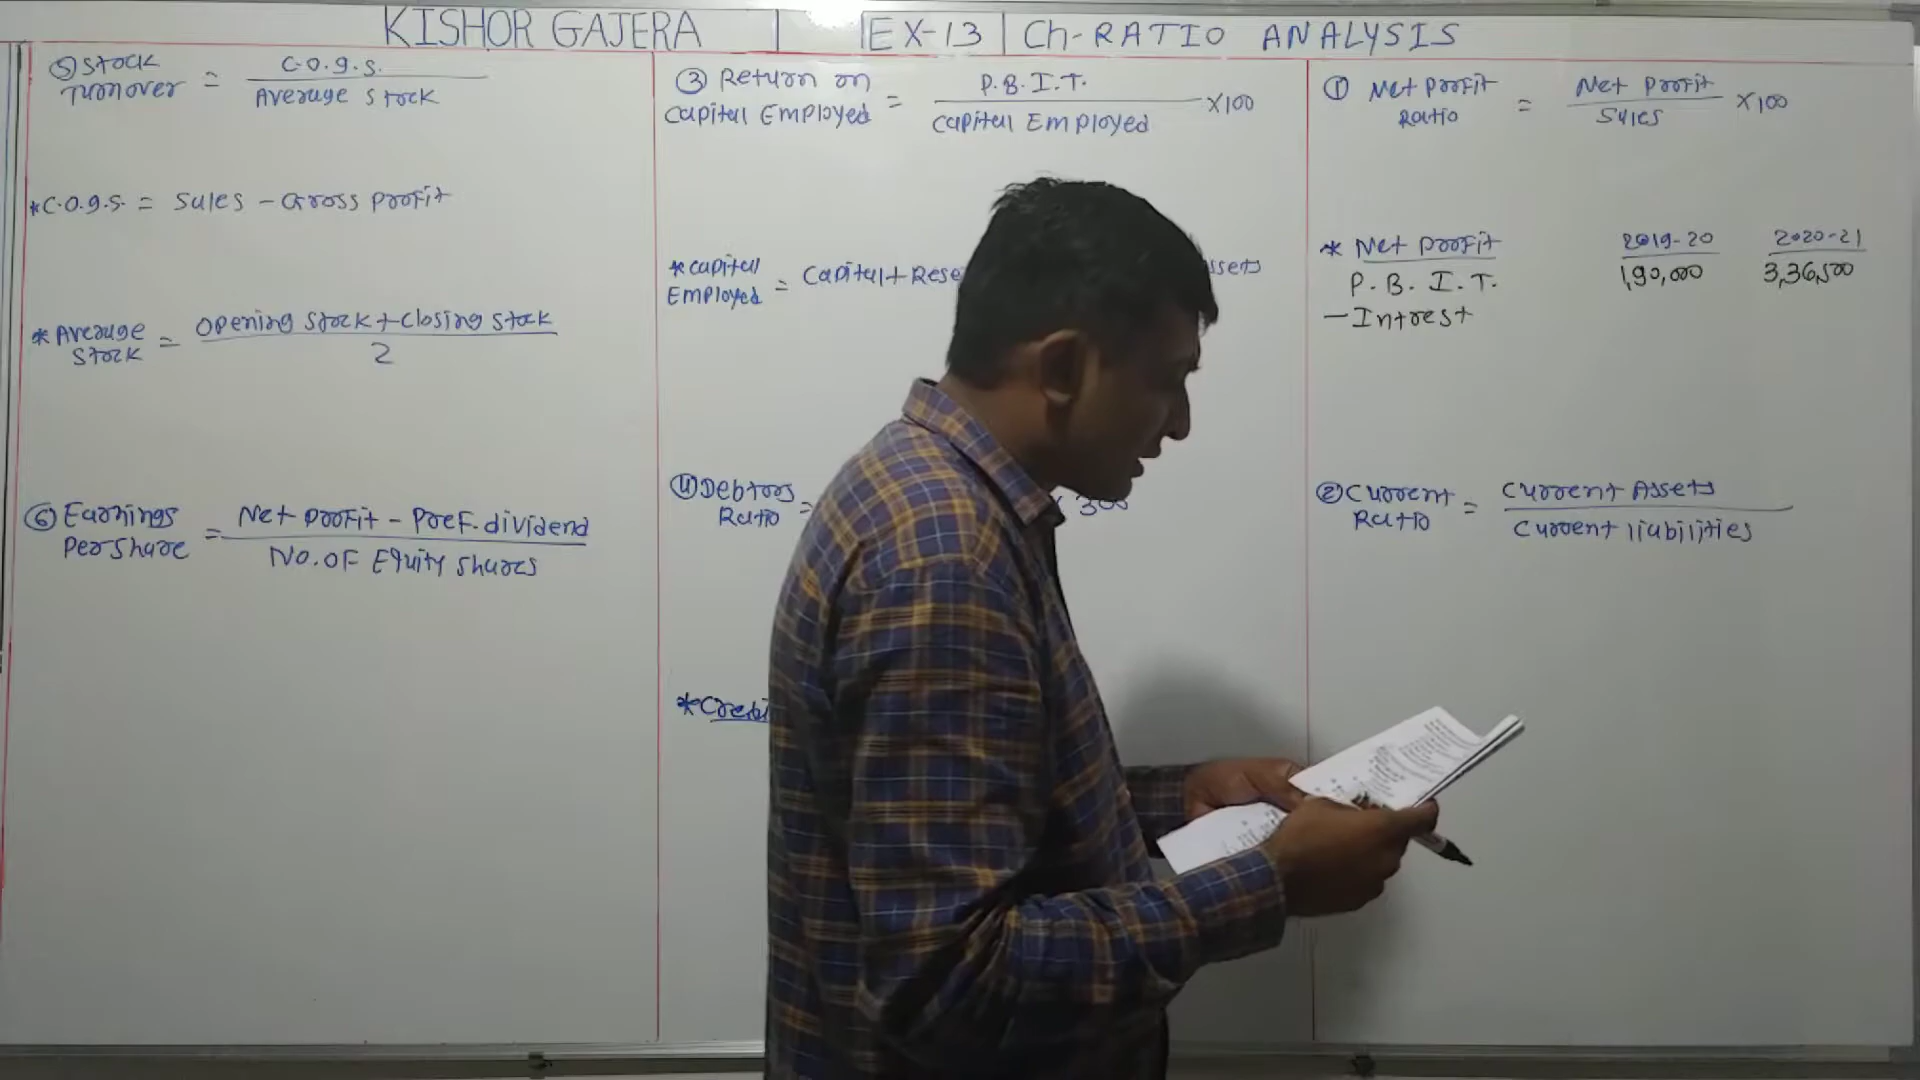 KISHOR GAJERA | EX-13 | Ch-RATIO ANALYSIS
⑤ Stock Turnover = C.O.g.S. / Average Stock
*C.O.g.S. = Sales - Gross Profit
*Average Stock = Opening Stock + Closing Stock / 2
⑥ Earnings Per Share = Net Profit - Pref. dividend / No. OF Equity Shares
③ Return on Capital Employed = P.B.I.T. / Capital Employed ×100
*Capital Employed = Capital + Rese
ssets
④ Debtors Ratio =
*Credi
① Net Profit Ratio = Net Profit / Sales ×100
* Net Profit 2019-20 2020-21
P.B.I.T. 1,90,000 3,36,500
- Intrest
② Current Ratio = Current Assets / Current liabilities